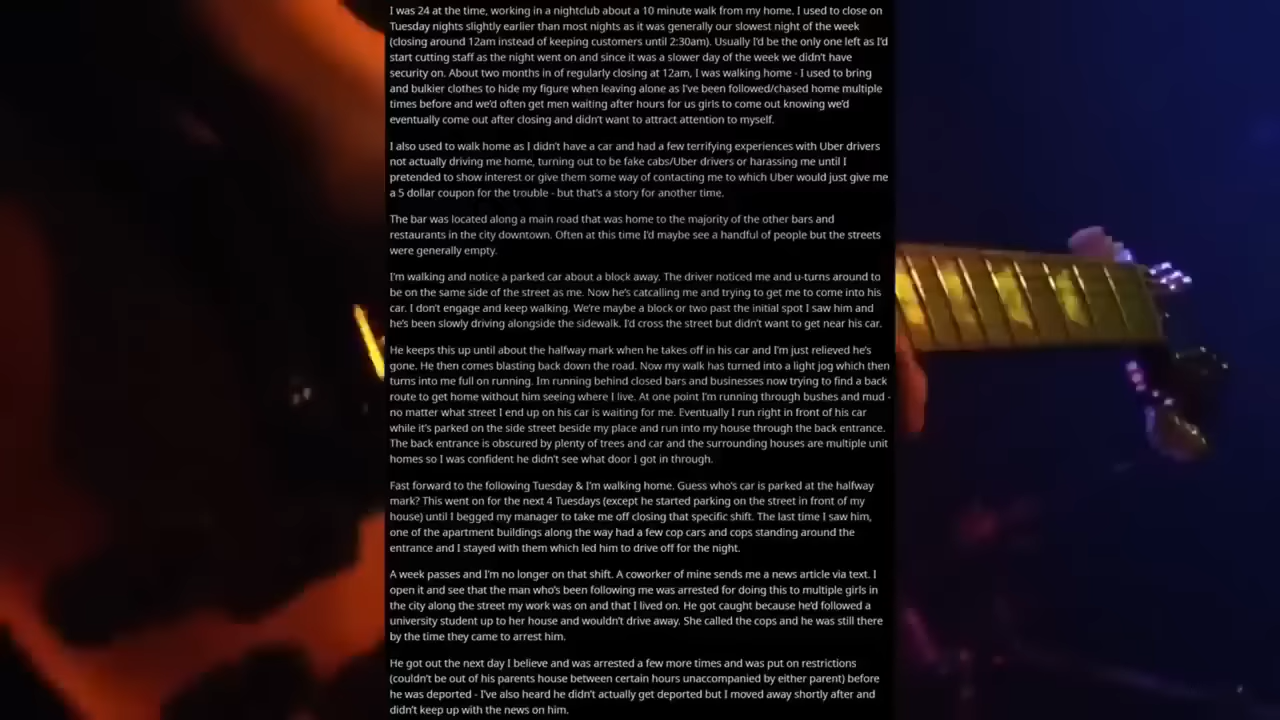 I was 24 at the time, working in a nightclub about a 10 minute walk from my home. I used to close on
Tuesday nights slightly earlier than most nights as it was generally our slowest night of the week
(closing around 12am instead of keeping customers until 2:30am). Usually I'd be the only one left as I'd
start cutting staff as the night went on and since it was a slower day of the week we didn't have
security on. About two months in of regularly closing at 12am, I was walking home - I used to bring
and bulkier clothes to hide my figure when leaving alone as I've been followed/chased home multiple
times before and we'd often get men waiting after hours for us girls to come out knowing we'd
eventually come out after closing and didn't want to attract attention to myself.
I also used to walk home as I didn't have a car and had a few terrifying experiences with Uber drivers
not actually driving me home, turning out to be fake cabs/Uber drivers or harassing me until I
pretended to show interest or give them some way of contacting me to which Uber would just give me
a 5 dollar coupon for the trouble - but that's a story for another time.
The bar was located along a main road that was home to the majority of the other bars and
restaurants in the city downtown. Often at this time I'd maybe see a handful of people but the streets
were generally empty.
I'm walking and notice a parked car about a block away. The driver noticed me and u-turns around to
be on the same side of the street as me. Now he's catcalling me and trying to get me to come into his
car. I don't engage and keep walking. We're maybe a block or two past the initial spot I saw him and
he's been slowly driving alongside the sidewalk. I'd cross the street but didn't want to get near his car.
He keeps this up until about the halfway mark when he takes off in his car and I'm just relieved he's
gone. He then comes blasting back down the road. Now my walk has turned into a light jog which then
turns into me full on running. Im running behind closed bars and businesses now trying to find a back
route to get home without him seeing where I live. At one point I'm running through bushes and mud -
no matter what street I end up on his car is waiting for me. Eventually I run right in front of his car
while it's parked on the side street beside my place and run into my house through the back entrance.
The back entrance is obscured by plenty of trees and car and the surrounding houses are multiple unit
homes so I was confident he didn't see what door I got in through.
Fast forward to the following Tuesday & I'm walking home. Guess who's car is parked at the halfway
mark? This went on for the next 4 Tuesdays (except he started parking on the street in front of my
house) until I begged my manager to take me off closing that specific shift. The last time I saw him,
one of the apartment buildings along the way had a few cop cars and cops standing around the
entrance and I stayed with them which led him to drive off for the night.
A week passes and I'm no longer on that shift. A coworker of mine sends me a news article via text. I
open it and see that the man who's been following me was arrested for doing this to multiple girls in
the city along the street my work was on and that I lived on. He got caught because he'd followed a
university student up to her house and wouldn't drive away. She called the cops and he was still there
by the time they came to arrest him.
He got out the next day I believe and was arrested a few more times and was put on restrictions
(couldn't be out of his parents house between certain hours unaccompanied by either parent) before
he was deported - I've also heard he didn't actually get deported but I moved away shortly after and
didn't keep up with the news on him.